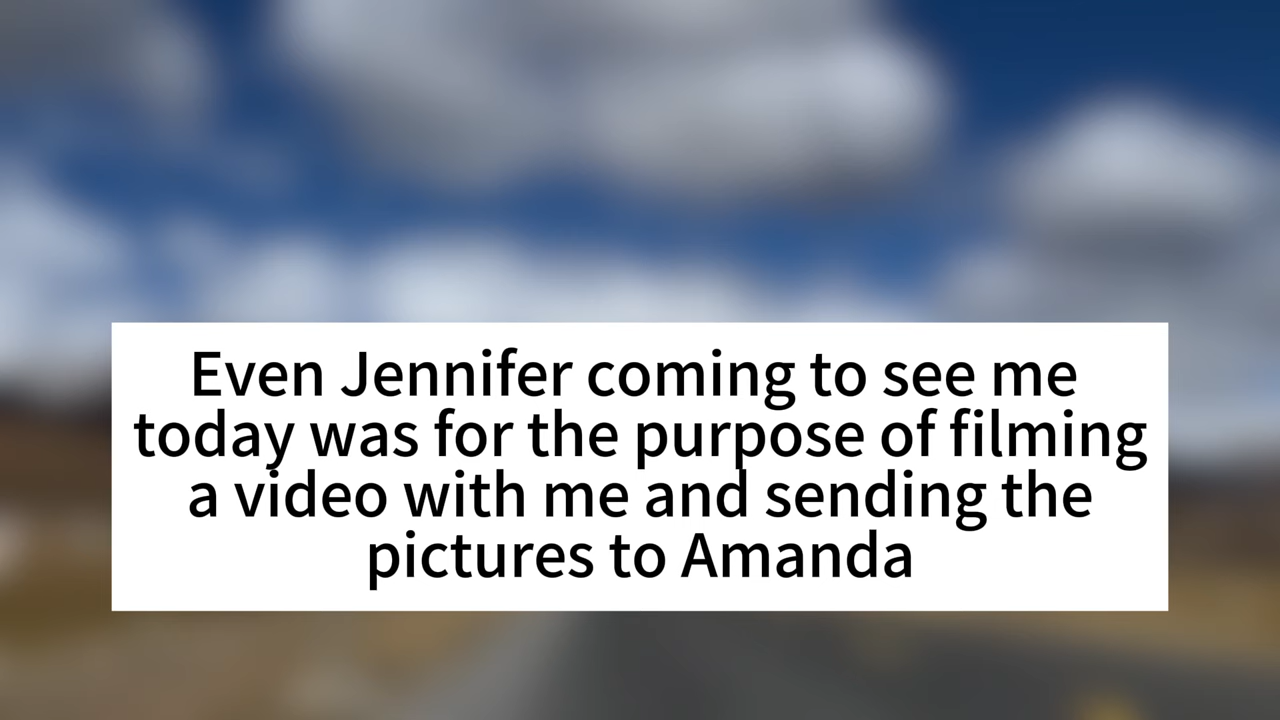 Even Jennifer coming to see me
today was for the purpose of filming
a video with me and sending the
pictures to Amanda